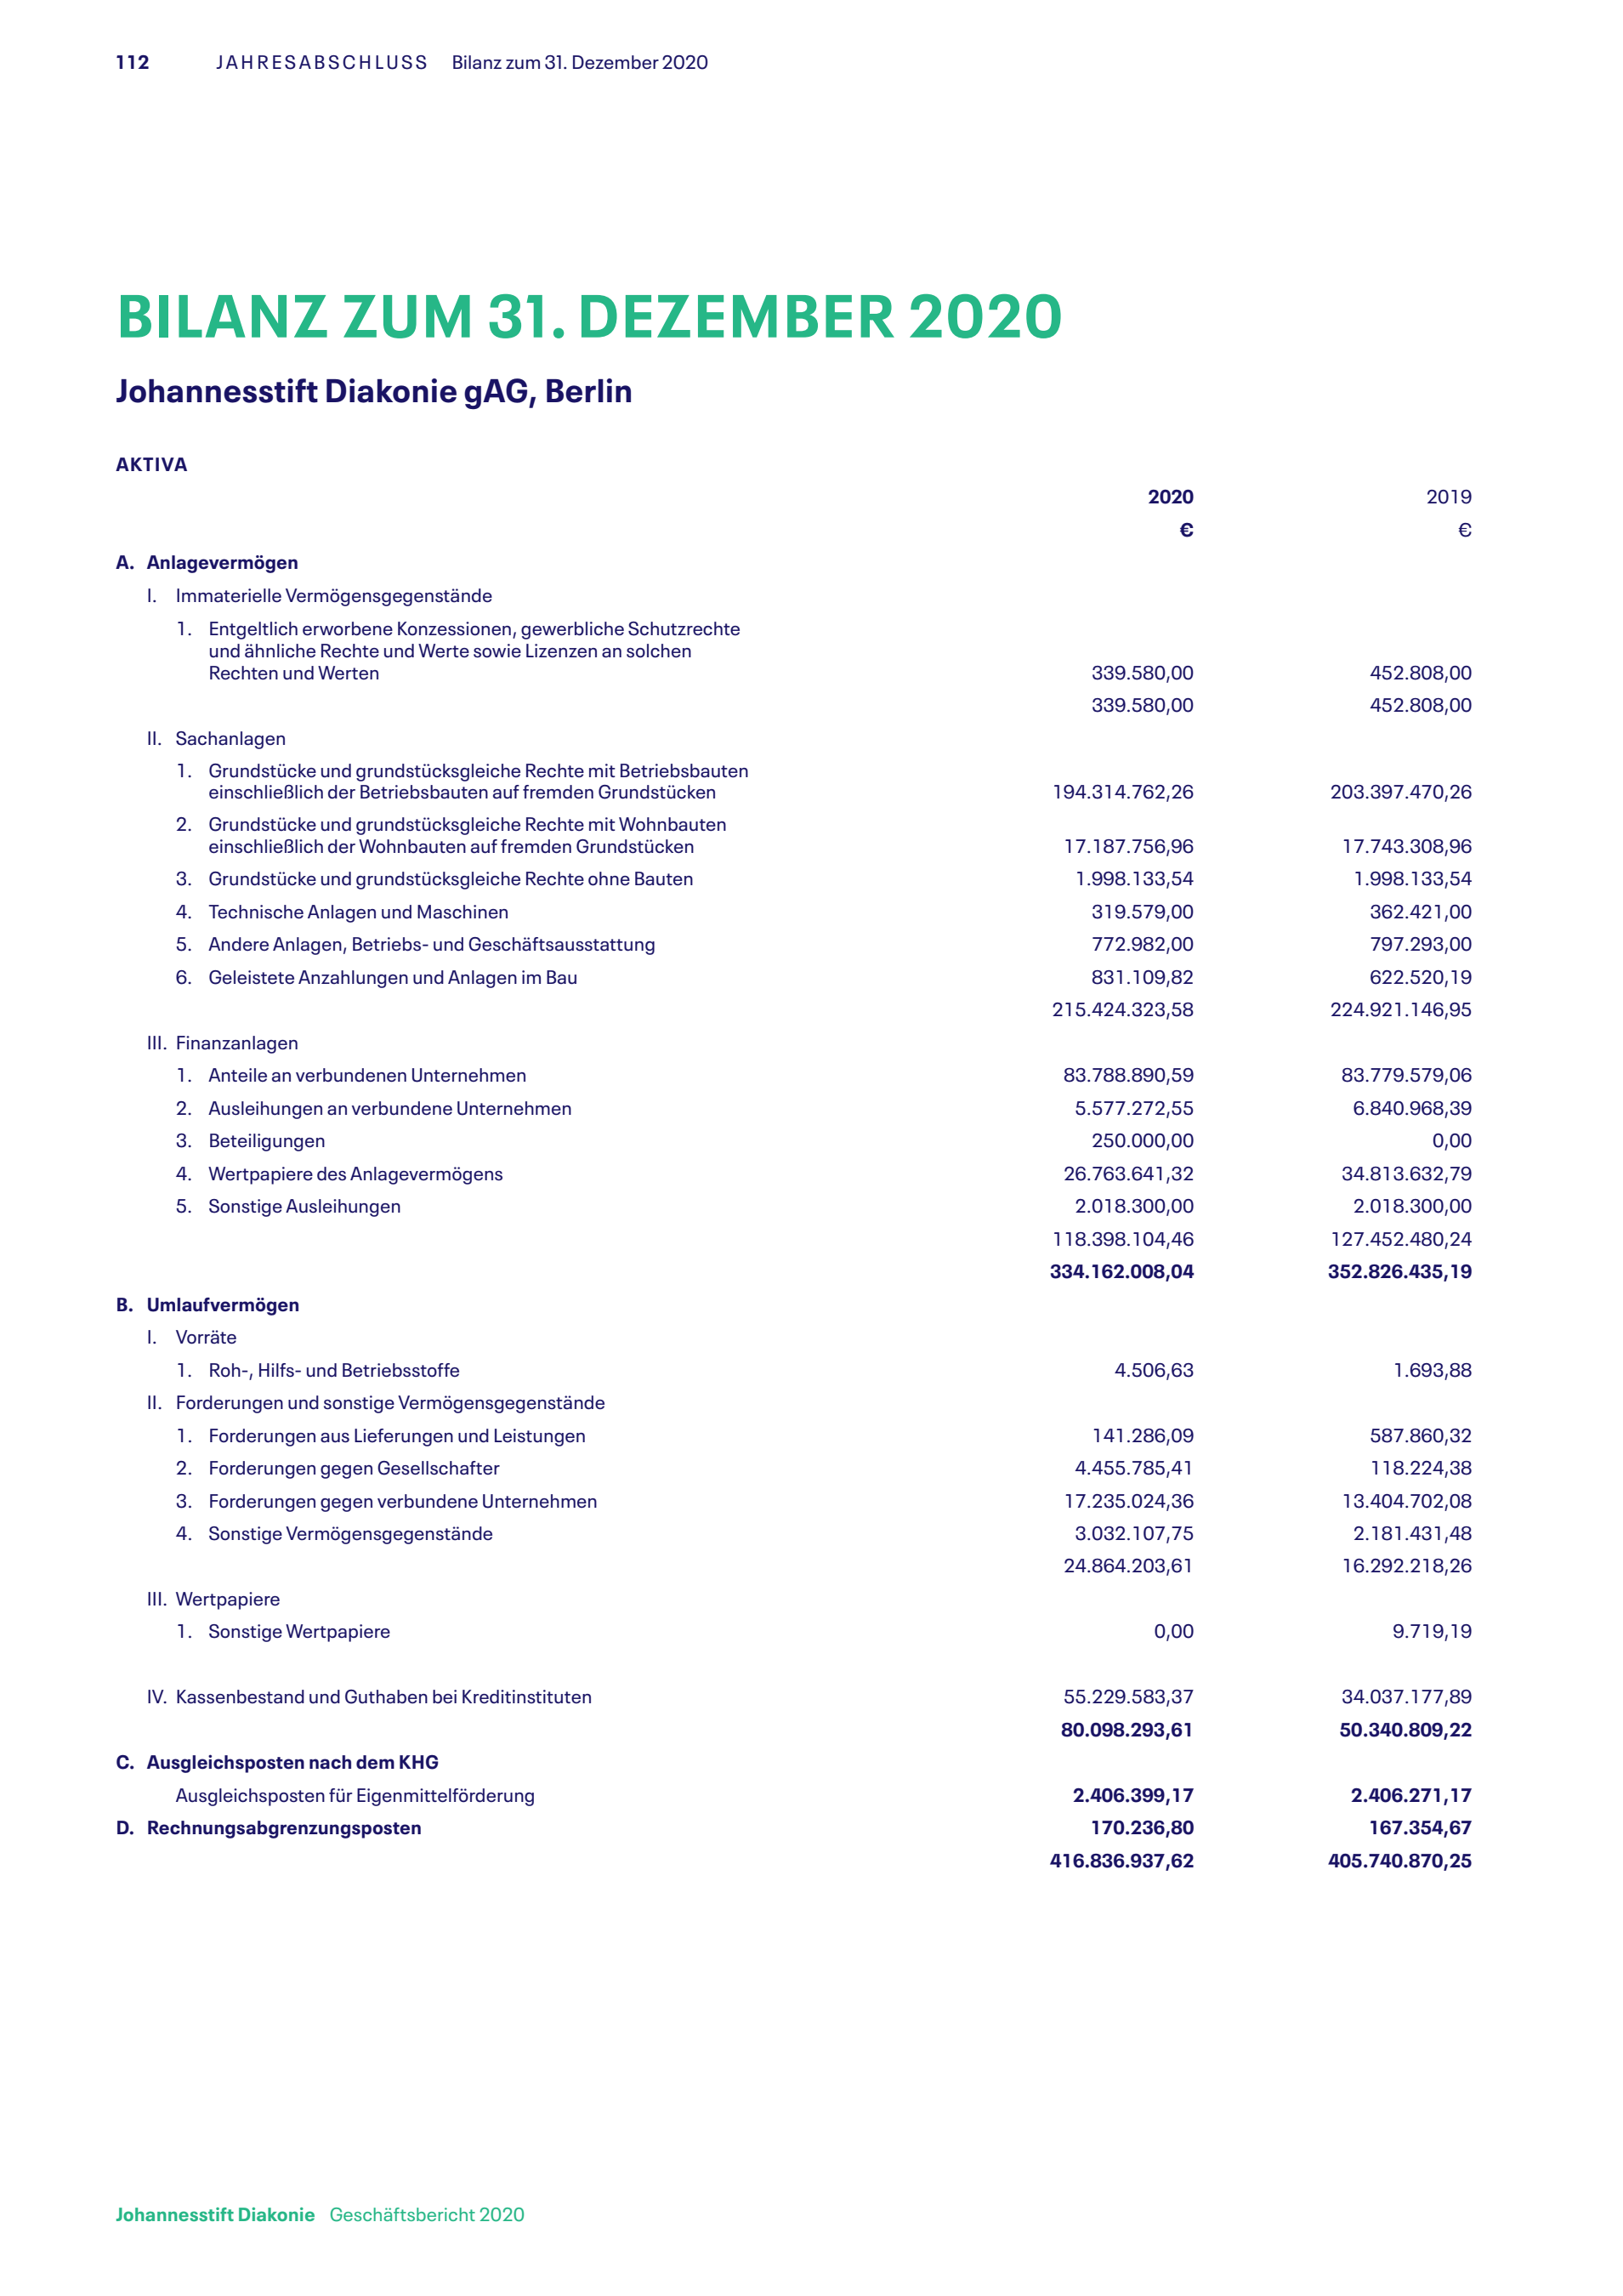 112 JAHRESABSCHLUSS Bilanz zum 31. Dezember 2020
BILANZ ZUM 31. DEZEMBER 2020
Johannesstift Diakonie gAG, Berlin
AKTIVA
2020 2019
€ €
A. Anlagevermögen
I. Immaterielle Vermögensgegenstände
1. Entgeltlich erworbene Konzessionen, gewerbliche Schutzrechte
und ähnliche Rechte und Werte sowie Lizenzen an solchen
Rechten und Werten 339.580,00 452.808,00
339.580,00 452.808,00
II. Sachanlagen
1. Grundstücke und grundstücksgleiche Rechte mit Betriebsbauten
einschließlich der Betriebsbauten auf fremden Grundstücken 194.314.762,26 203.397.470,26
2. Grundstücke und grundstücksgleiche Rechte mit Wohnbauten
einschließlich der Wohnbauten auf fremden Grundstücken 17.187.756,96 17.743.308,96
3. Grundstücke und grundstücksgleiche Rechte ohne Bauten 1.998.133,54 1.998.133,54
4. Technische Anlagen und Maschinen 319.579,00 362.421,00
5. Andere Anlagen, Betriebs- und Geschäftsausstattung 772.982,00 797.293,00
6. Geleistete Anzahlungen und Anlagen im Bau 831.109,82 622.520,19
215.424.323,58 224.921.146,95
III. Finanzanlagen
1. Anteile an verbundenen Unternehmen 83.788.890,59 83.779.579,06
2. Ausleihungen an verbundene Unternehmen 5.577.272,55 6.840.968,39
3. Beteiligungen 250.000,00 0,00
4. Wertpapiere des Anlagevermögens 26.763.641,32 34.813.632,79
5. Sonstige Ausleihungen 2.018.300,00 2.018.300,00
118.398.104,46 127.452.480,24
334.162.008,04 352.826.435,19
B. Umlaufvermögen
I. Vorräte
1. Roh-, Hilfs- und Betriebsstoffe 4.506,63 1.693,88
II. Forderungen und sonstige Vermögensgegenstände
1. Forderungen aus Lieferungen und Leistungen 141.286,09 587.860,32
2. Forderungen gegen Gesellschafter 4.455.785,41 118.224,38
3. Forderungen gegen verbundene Unternehmen 17.235.024,36 13.404.702,08
4. Sonstige Vermögensgegenstände 3.032.107,75 2.181.431,48
24.864.203,61 16.292.218,26
III. Wertpapiere
1. Sonstige Wertpapiere 0,00 9.719,19
IV. Kassenbestand und Guthaben bei Kreditinstituten 55.229.583,37 34.037.177,89
80.098.293,61 50.340.809,22
C. Ausgleichsposten nach dem KHG
Ausgleichsposten für Eigenmittelförderung 2.406.399,17 2.406.271,17
D. Rechnungsabgrenzungsposten 170.236,80 167.354,67
416.836.937,62 405.740.870,25
Johannesstift Diakonie Geschäftsbericht 2020